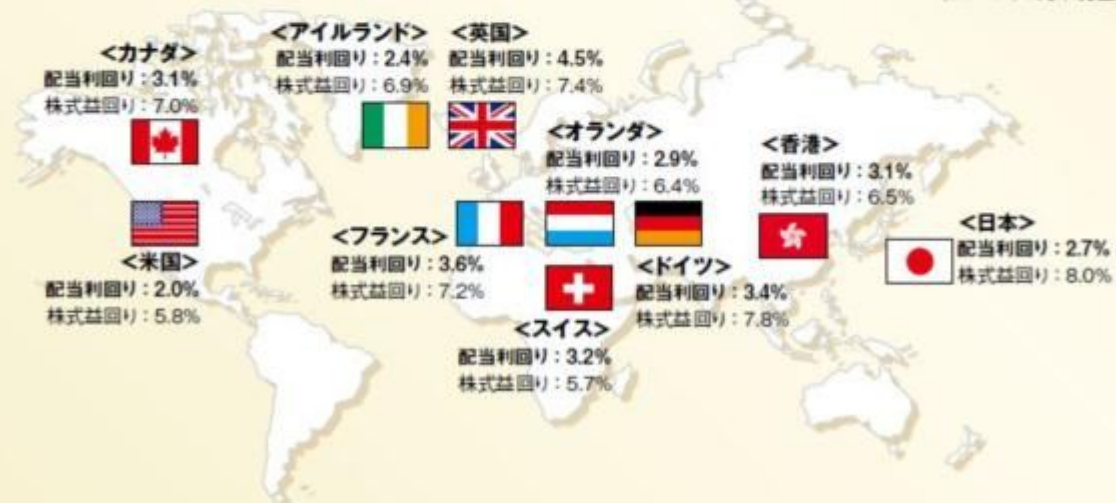 <カナダ>
配当利回り：3.1%
株式益回り：7.0%
<アイルランド>
配当利回り：2.4%
株式益回り：6.9%
<英国>
配当利回り：4.5%
株式益回り：7.4%
<オランダ>
配当利回り：2.9%
株式益回り：6.4%
<香港>
配当利回り：3.1%
株式益回り：6.5%
<日本>
配当利回り：2.7%
株式益回り：8.0%
<米国>
配当利回り：2.0%
株式益回り：5.8%
<フランス>
配当利回り：3.6%
株式益回り：7.2%
<ドイツ>
配当利回り：3.4%
株式益回り：7.8%
<スイス>
配当利回り：3.2%
株式益回り：5.7%